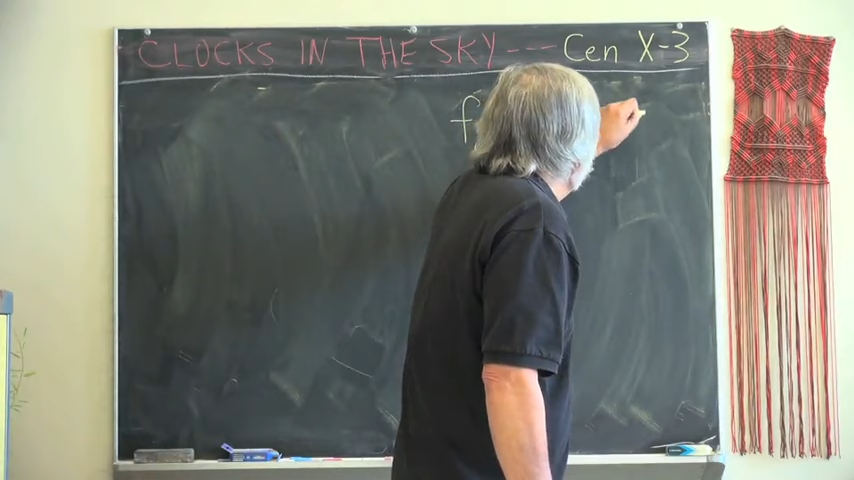 CLOCKS IN THE SKY --- Cen X-3
f